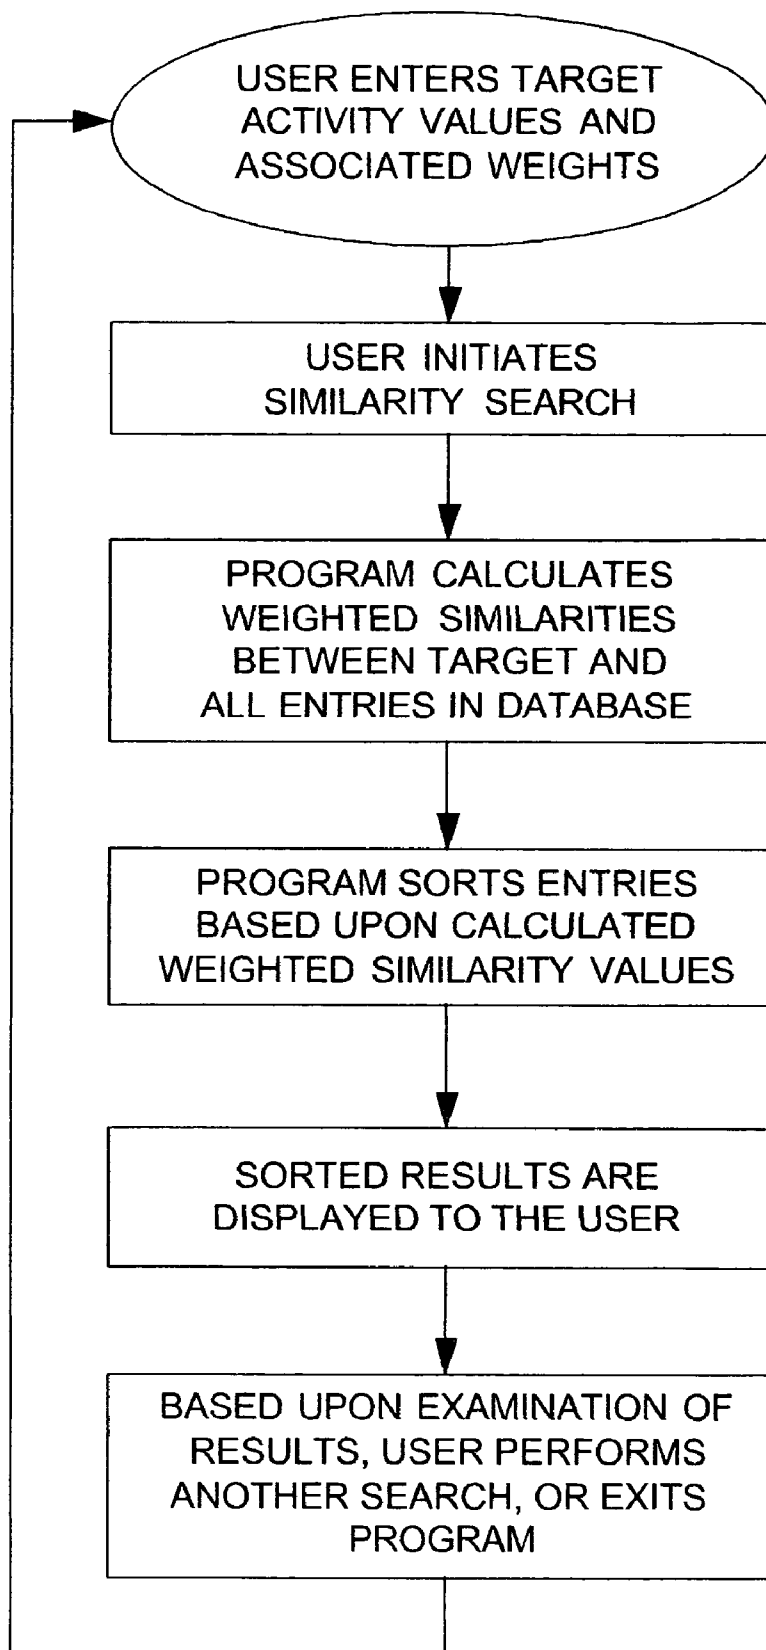 USER ENTERS TARGET
ACTIVITY VALUES AND
ASSOCIATED WEIGHTS
USER INITIATES
SIMILARITY SEARCH
PROGRAM CALCULATES
WEIGHTED SIMILARITIES
BETWEEN TARGET AND
ALL ENTRIES IN DATABASE
PROGRAM SORTS ENTRIES
BASED UPON CALCULATED
WEIGHTED SIMILARITY VALUES
SORTED RESULTS ARE
DISPLAYED TO THE USER
BASED UPON EXAMINATION OF
RESULTS, USER PERFORMS
ANOTHER SEARCH, OR EXITS
PROGRAM